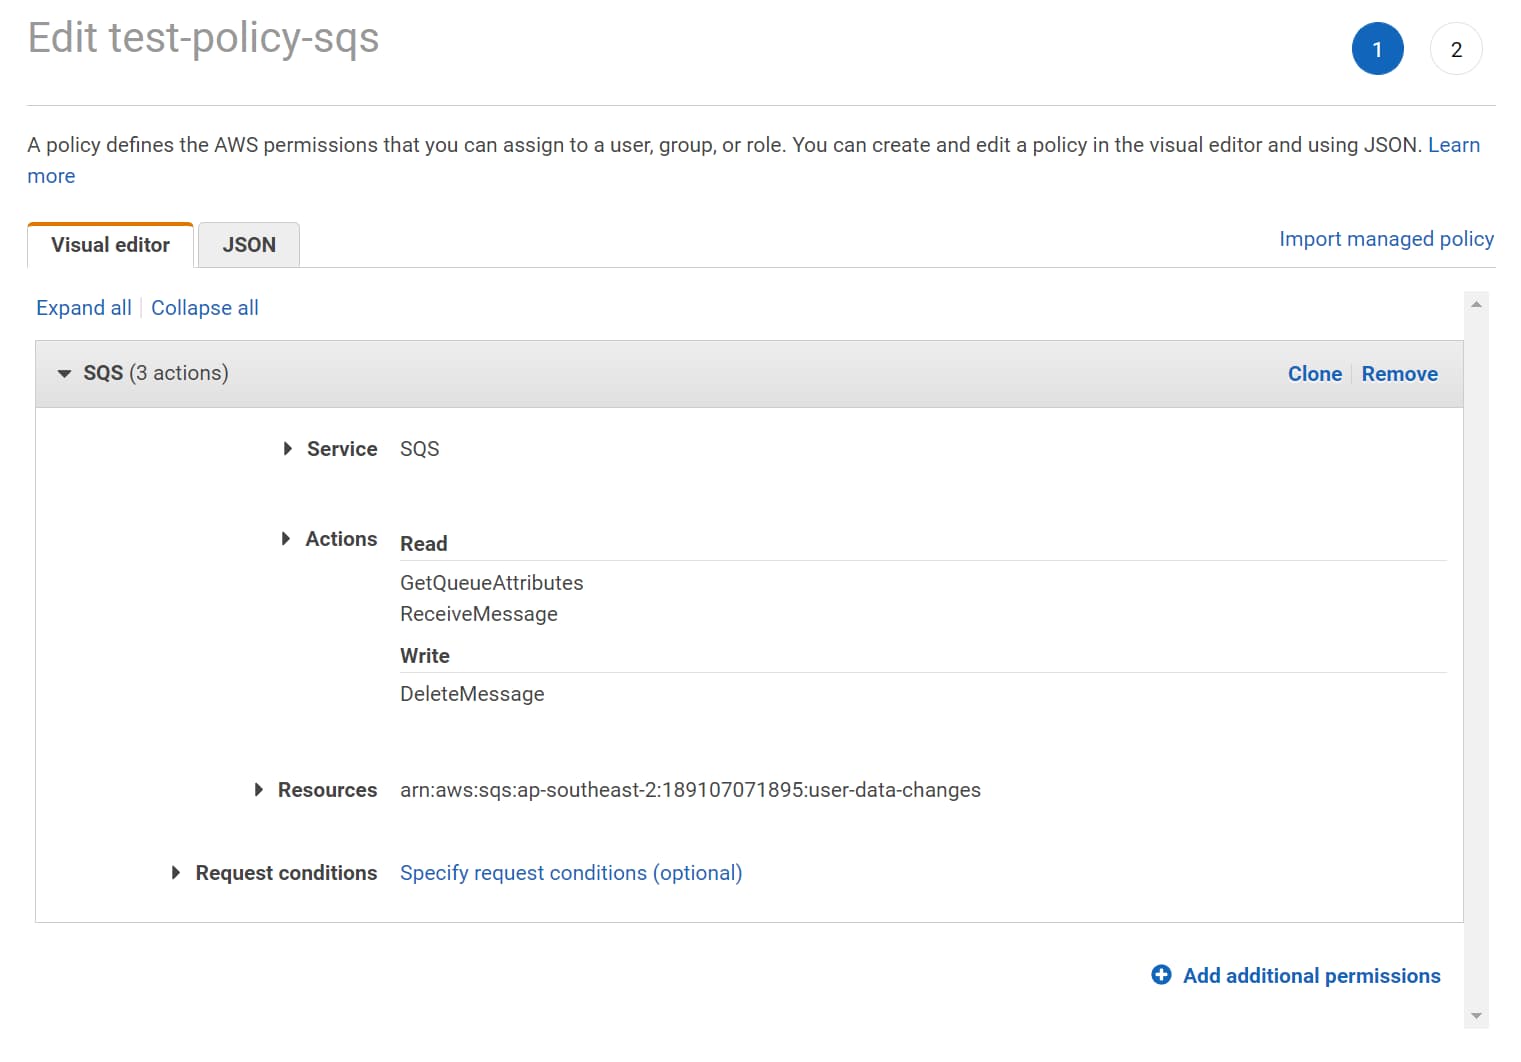 Edit test-policy-sqs
1
2
A policy defines the AWS permissions that you can assign to a user, group, or role. You can create and edit a policy in the visual editor and using JSON. Learn
more
Visual editor
JSON
Import managed policy
Expand all
Collapse all
SQS (3 actions)
Clone
Remove
Service
SQS
Actions
Read
GetQueueAttributes
ReceiveMessage
Write
DeleteMessage
Resources
arn:aws:sqs:ap-southeast-2:189107071895:user-data-changes
Request conditions
Specify request conditions (optional)
Add additional permissions